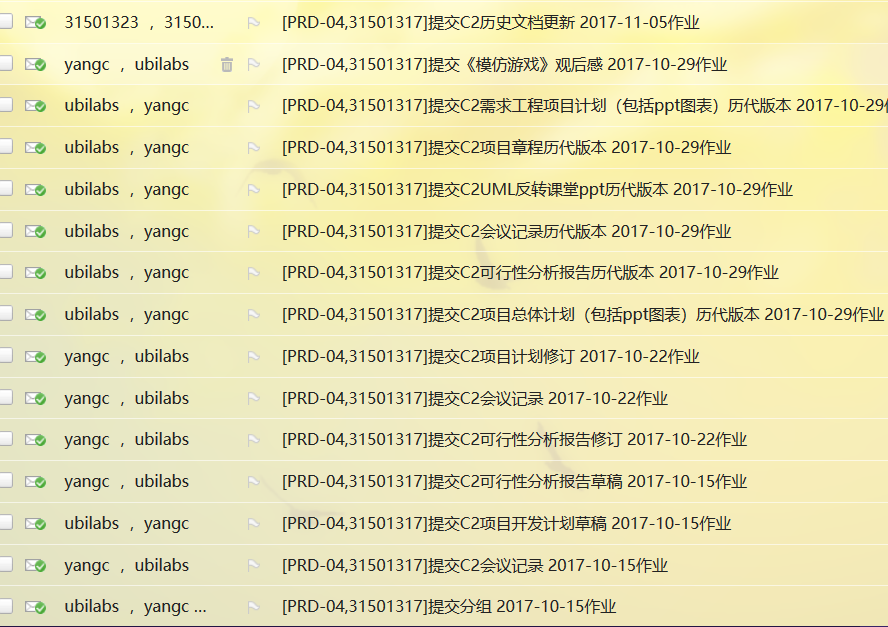 31501323 , 3150... [PRD-04,31501317]提交C2历史文档更新 2017-11-05作业
yangc , ubilabs [PRD-04,31501317]提交《模仿游戏》观后感 2017-10-29作业
ubilabs , yangc [PRD-04,31501317]提交C2需求工程项目计划（包括ppt图表）历代版本 2017-10-29
ubilabs , yangc [PRD-04,31501317]提交C2项目章程历代版本 2017-10-29作业
ubilabs , yangc [PRD-04,31501317]提交C2UML反转课堂ppt历代版本 2017-10-29作业
ubilabs , yangc [PRD-04,31501317]提交C2会议记录历代版本 2017-10-29作业
ubilabs , yangc [PRD-04,31501317]提交C2可行性分析报告历代版本 2017-10-29作业
ubilabs , yangc [PRD-04,31501317]提交C2项目总体计划（包括ppt图表）历代版本 2017-10-29作业
yangc , ubilabs [PRD-04,31501317]提交C2项目计划修订 2017-10-22作业
yangc , ubilabs [PRD-04,31501317]提交C2会议记录 2017-10-22作业
yangc , ubilabs [PRD-04,31501317]提交C2可行性分析报告修订 2017-10-22作业
yangc , ubilabs [PRD-04,31501317]提交C2可行性分析报告草稿 2017-10-15作业
ubilabs , yangc [PRD-04,31501317]提交C2项目开发计划草稿 2017-10-15作业
yangc , ubilabs [PRD-04,31501317]提交C2会议记录 2017-10-15作业
ubilabs , yangc ... [PRD-04,31501317]提交分组 2017-10-15作业